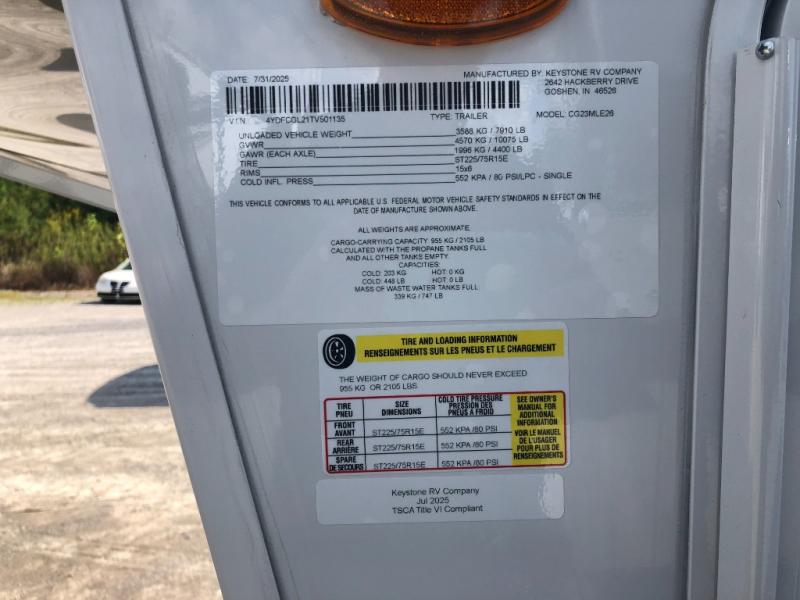 DATE: 7/31/2025
MANUFACTURED BY: KEYSTONE RV COMPANY
2642 HACKBERRY DRIVE
GOSHEN, IN 46526
V.I.N. 4YDFCGL21TV501135 TYPE: TRAILER MODEL: CG23MLE26
UNLOADED VEHICLE WEIGHT 3588 KG / 7910 LB
GVWR 4570 KG / 10075 LB
GAWR (EACH AXLE) 1996 KG / 4400 LB
TIRE ST225/75R15E
RIMS 15x6
COLD INFL. PRESS 552 KPA / 80 PSI/LPC - SINGLE
THIS VEHICLE CONFORMS TO ALL APPLICABLE U.S. FEDERAL MOTOR VEHICLE SAFETY STANDARDS IN EFFECT ON THE
DATE OF MANUFACTURE SHOWN ABOVE.
ALL WEIGHTS ARE APPROXIMATE.
CARGO-CARRYING CAPACITY: 955 KG / 2105 LB
CALCULATED WITH THE PROPANE TANKS FULL
AND ALL OTHER TANKS EMPTY.
CAPACITIES:
COLD: 203 KG HOT: 0 KG
COLD: 448 LB HOT: 0 LB
MASS OF WASTE WATER TANKS FULL
339 KG / 747 LB
TIRE AND LOADING INFORMATION
RENSEIGNEMENTS SUR LES PNEUS ET LE CHARGEMENT
THE WEIGHT OF CARGO SHOULD NEVER EXCEED
955 KG OR 2105 LBS.
TIRE
PNEU
SIZE
DIMENSIONS
COLD TIRE PRESSURE
PRESSION DES
PNEUS A FROID
SEE OWNER'S
MANUAL FOR
ADDITIONAL
INFORMATION
VOIR LE MANUEL
DE L'USAGER
POUR PLUS DE
RENSEIGNEMENTS
FRONT
AVANT
ST225/75R15E 552 KPA /80 PSI
REAR
ARRIÈRE
ST225/75R15E 552 KPA /80 PSI
SPARE
DE SECOURS
ST225/75R15E 552 KPA /80 PSI
Keystone RV Company
Jul 2025
TSCA Title VI Compliant